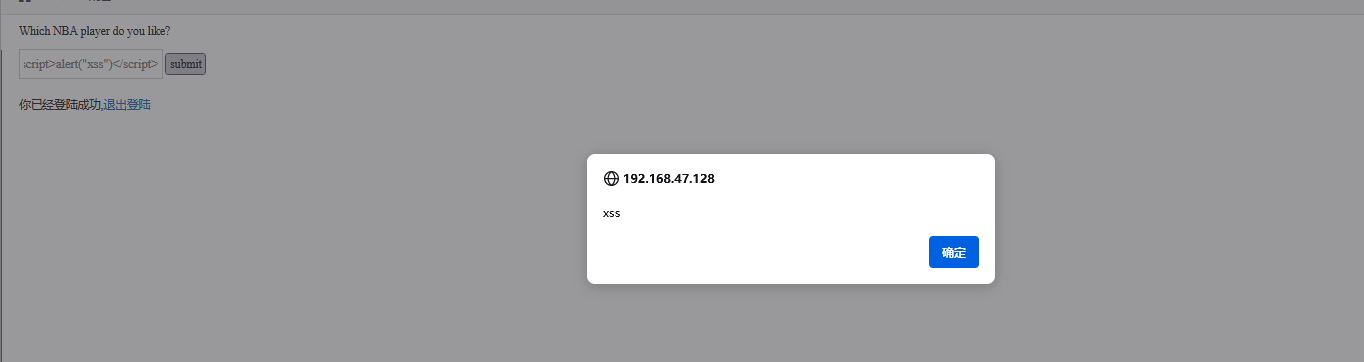 Which NBA player do you like?
script>alert("xss")</script>
submit
你已经登陆成功,退出登陆
192.168.47.128
xss
确定